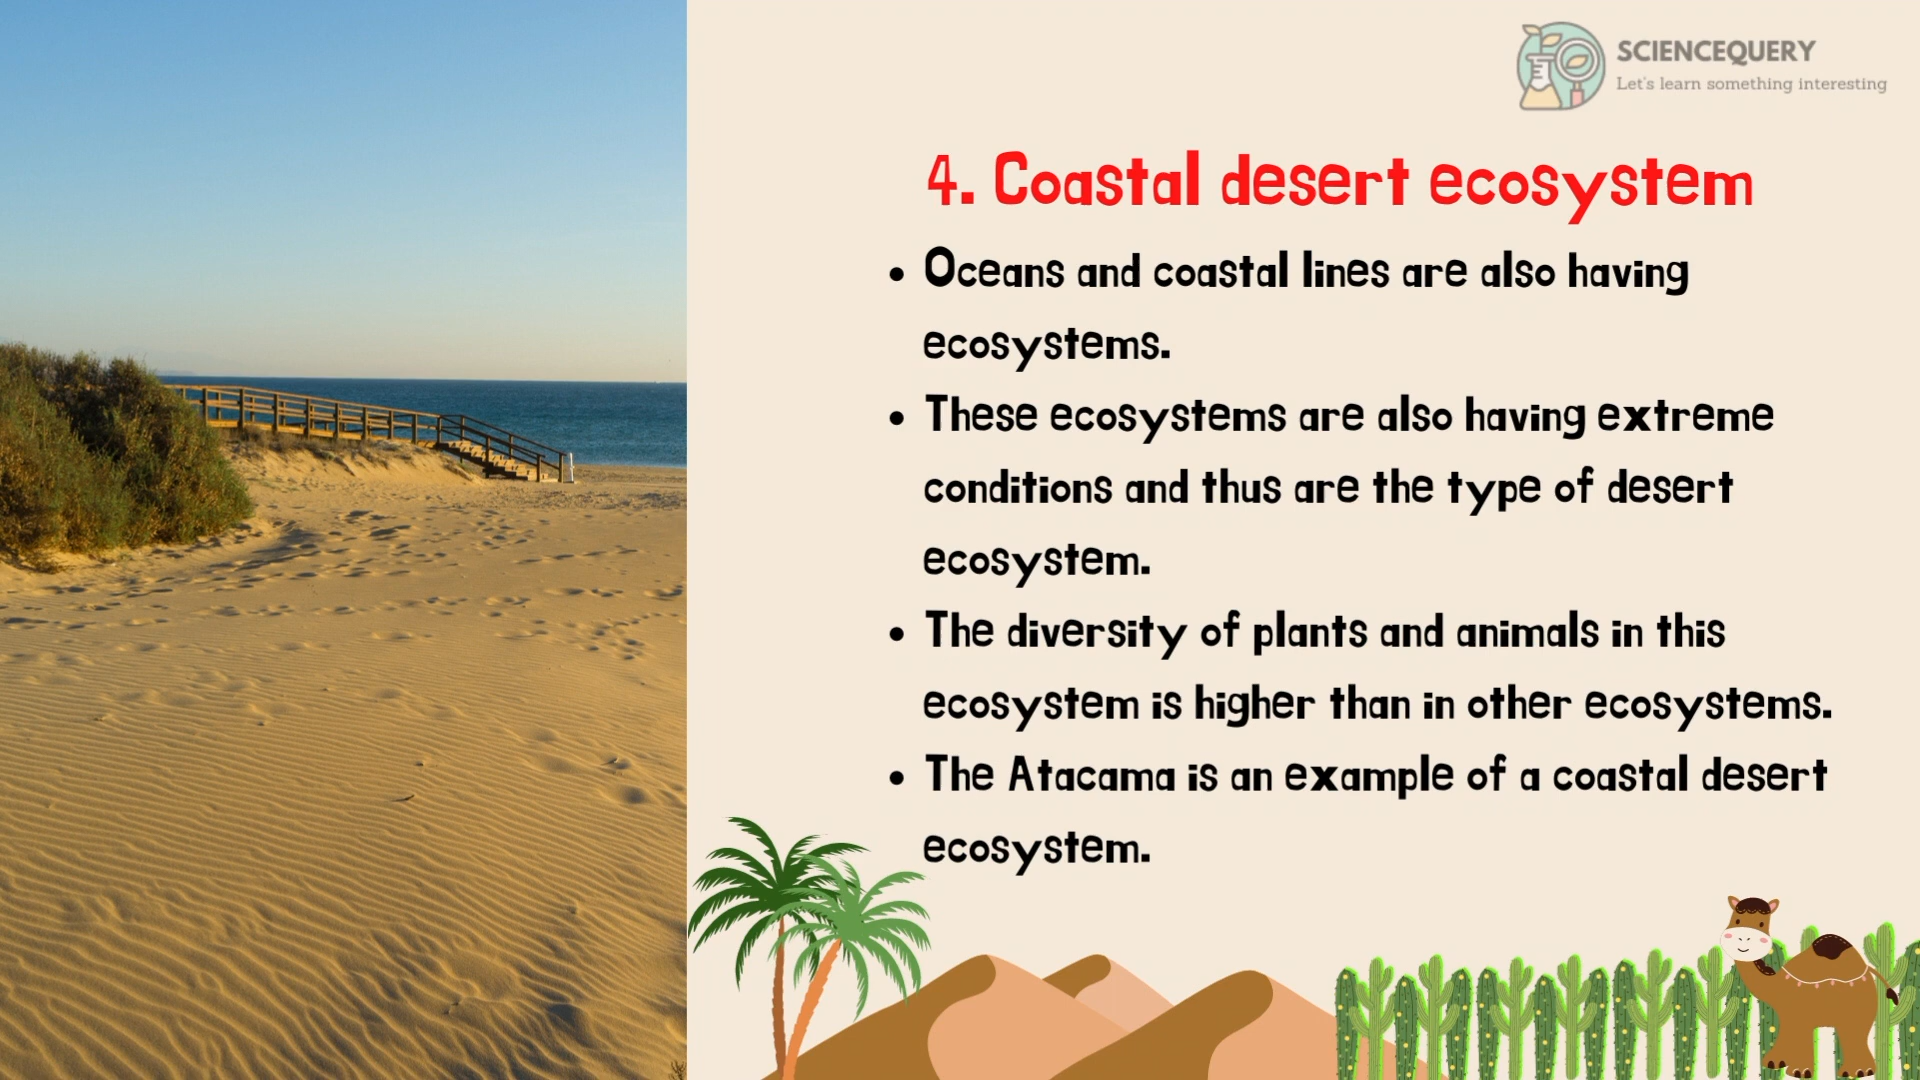 SCIENCEQUERY
Let's learn something interesting
4. Coastal desert ecosystem
• Oceans and coastal lines are also having
ecosystems.
• These ecosystems are also having extreme
conditions and thus are the type of desert
ecosystem.
• The diversity of plants and animals in this
ecosystem is higher than in other ecosystems.
• The Atacama is an example of a coastal desert
ecosystem.